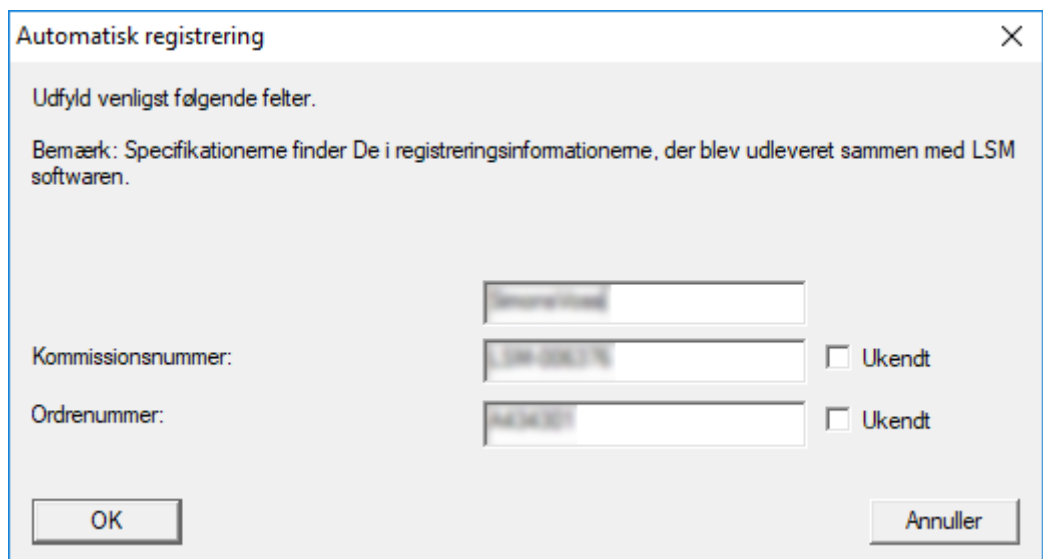 Automatisk registrering
Udfyld venligst følgende felter.
Bemærk: Specifikationerne finder De i registreringsinformationerne, der blev udleveret sammen med LSM
softwaren.
Kommissionsnummer:
Ukendt
Ordrenummer:
Ukendt
OK
Annuller